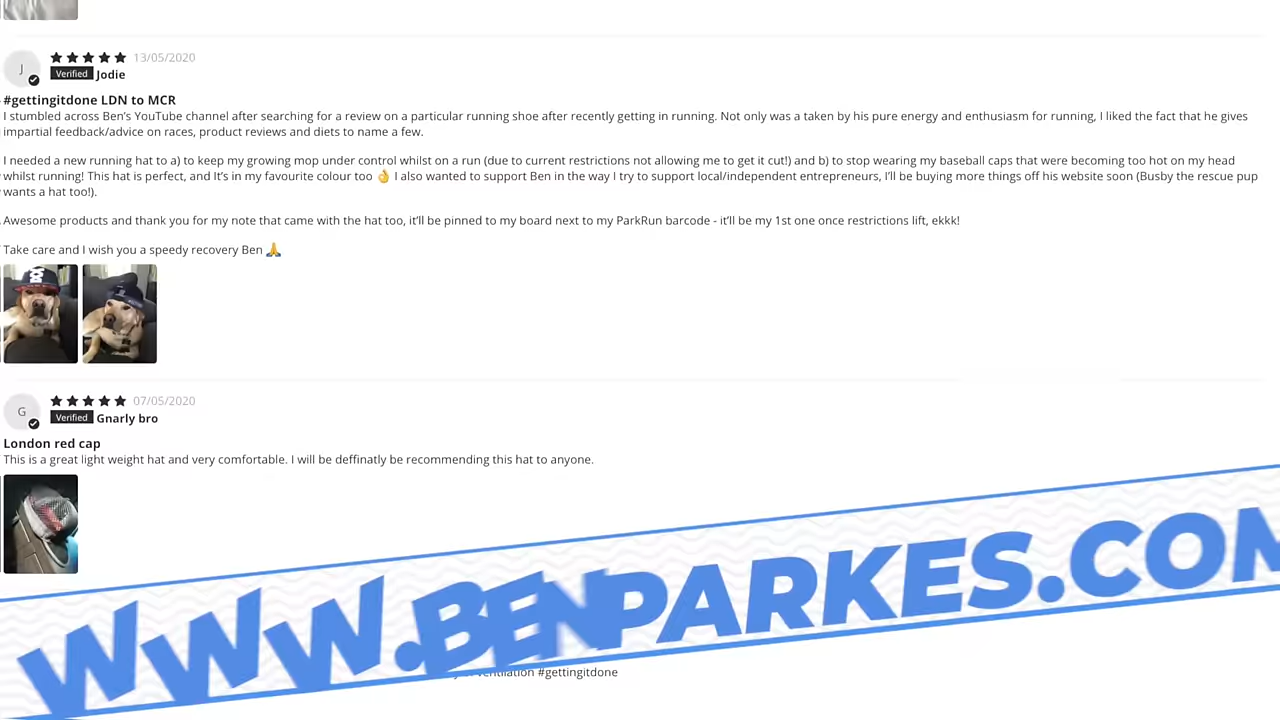 J
13/05/2020
Verified Jodie
#gettingitdone LDN to MCR
I stumbled across Ben's YouTube channel after searching for a review on a particular running shoe after recently getting in running. Not only was a taken by his pure energy and enthusiasm for running, I liked the fact that he gives
impartial feedback/advice on races, product reviews and diets to name a few.
I needed a new running hat to a) to keep my growing mop under control whilst on a run (due to current restrictions not allowing me to get it cut!) and b) to stop wearing my baseball caps that were becoming too hot on my head
whilst running! This hat is perfect, and It's in my favourite colour too 👌 I also wanted to support Ben in the way I try to support local/independent entrepreneurs, I'll be buying more things off his website soon (Busby the rescue pup
wants a hat too!).
Awesome products and thank you for my note that came with the hat too, it'll be pinned to my board next to my ParkRun barcode - it'll be my 1st one once restrictions lift, ekkk!
Take care and I wish you a speedy recovery Ben 🙏
G
07/05/2020
Verified Gnarly bro
London red cap
This is a great light weight hat and very comfortable. I will be deffinatly be recommending this hat to anyone.
WWW.BENPARKES.COM
ventilation #gettingitdone